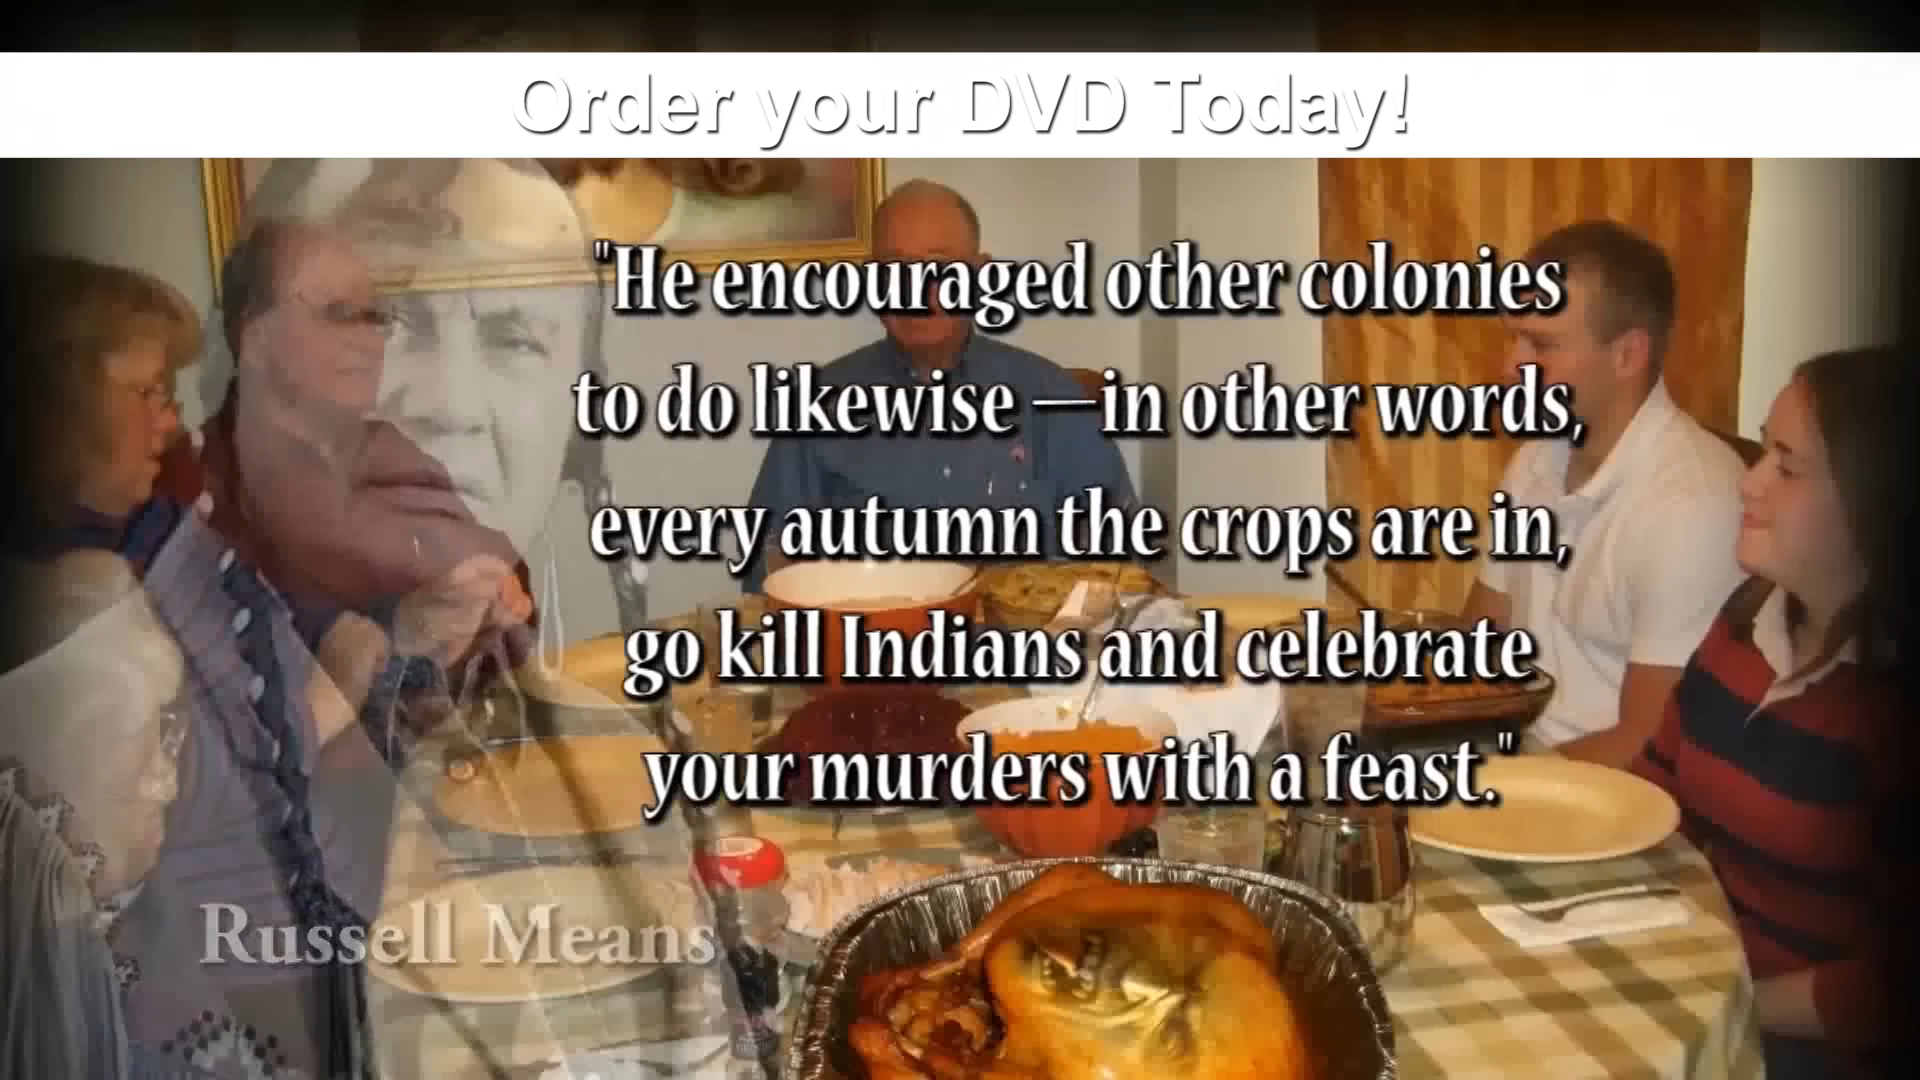 Order your DVD Today!
"He encouraged other colonies
to do likewise —in other words,
every autumn the crops are in,
go kill Indians and celebrate
your murders with a feast."
Russell Means